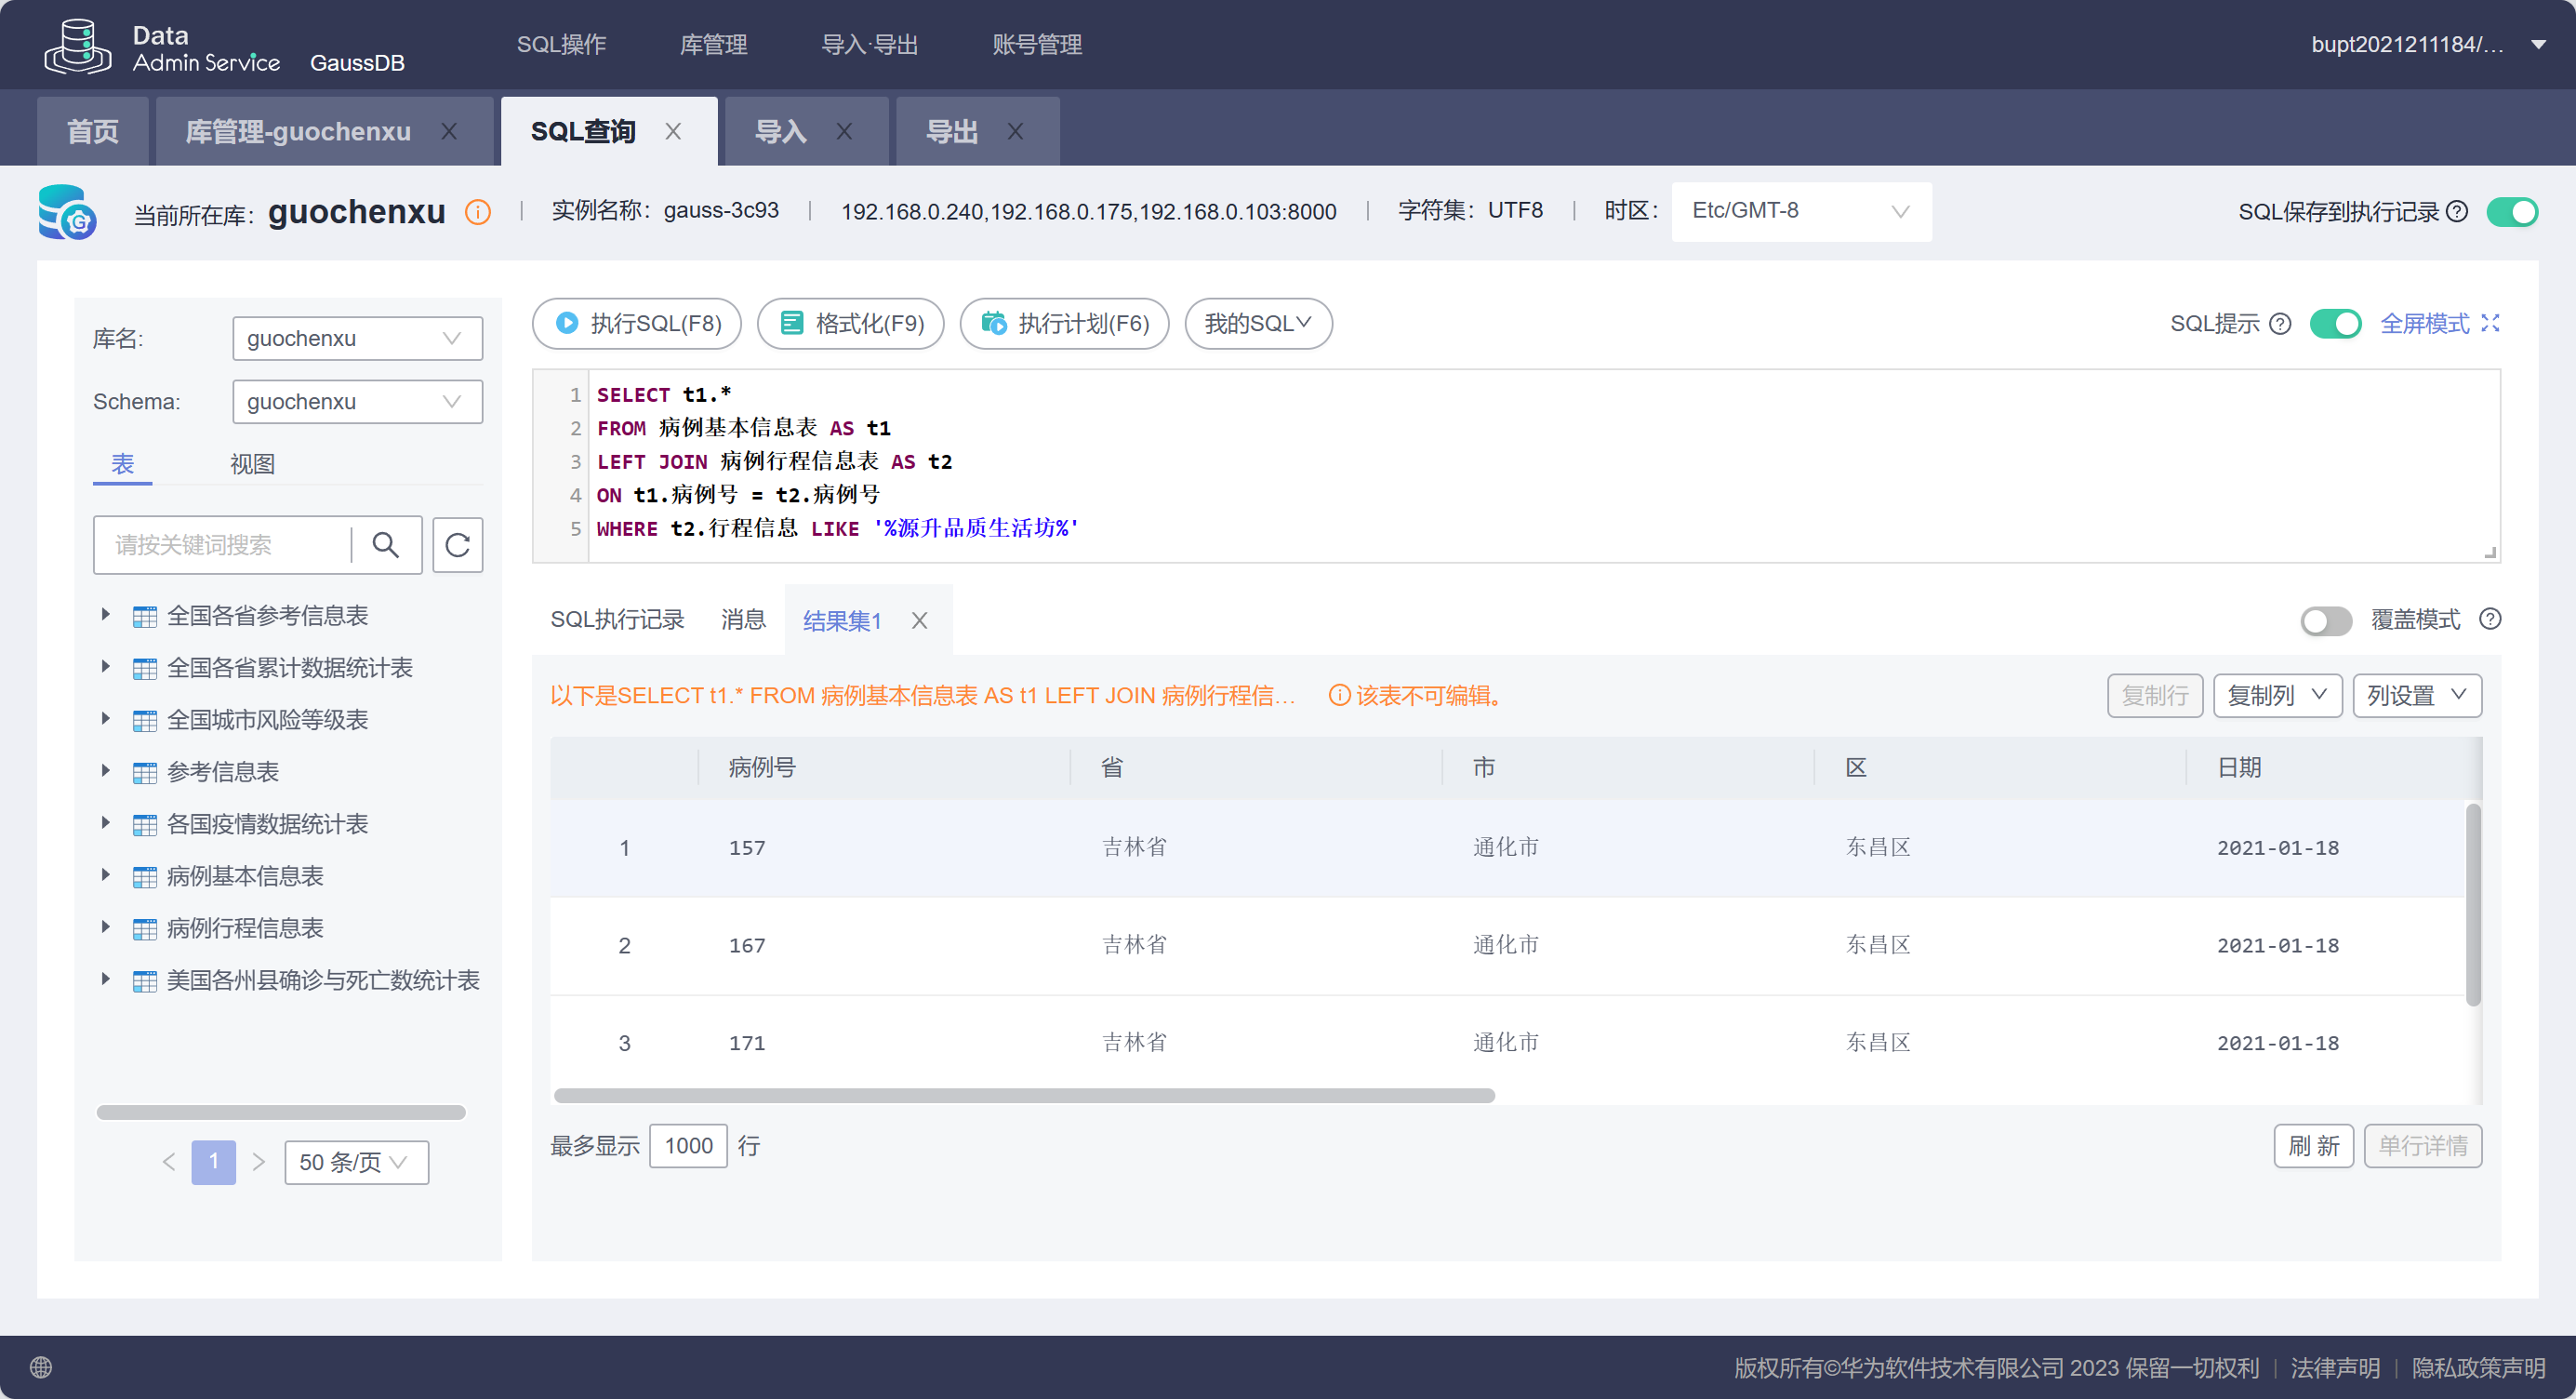 Data
Admin Service GaussDB SQL操作 库管理 导入·导出 账号管理 bupt2021211184/...
首页 库管理-guochenxu SQL查询 导入 导出
当前所在库： guochenxu 实例名称：gauss-3c93 192.168.0.240,192.168.0.175,192.168.0.103:8000 字符集：UTF8 时区： Etc/GMT-8 SQL保存到执行记录
库名: guochenxu
Schema: guochenxu
表 视图
请按关键词搜索
全国各省参考信息表
全国各省累计数据统计表
全国城市风险等级表
参考信息表
各国疫情数据统计表
病例基本信息表
病例行程信息表
美国各州县确诊与死亡数统计表
1 50 条/页
执行SQL(F8) 格式化(F9) 执行计划(F6) 我的SQL SQL提示 全屏模式
1 SELECT t1.*
2 FROM 病例基本信息表 AS t1
3 LEFT JOIN 病例行程信息表 AS t2
4 ON t1.病例号 = t2.病例号
5 WHERE t2.行程信息 LIKE '%源升品质生活坊%'
SQL执行记录 消息 结果集1 覆盖模式
以下是SELECT t1.* FROM 病例基本信息表 AS t1 LEFT JOIN 病例行程信... 该表不可编辑。 复制行 复制列 列设置
病例号 省 市 区 日期
1 157 吉林省 通化市 东昌区 2021-01-18
2 167 吉林省 通化市 东昌区 2021-01-18
3 171 吉林省 通化市 东昌区 2021-01-18
最多显示 1000 行 刷 新 单行详情
版权所有©华为软件技术有限公司 2023 保留一切权利 | 法律声明 | 隐私政策声明